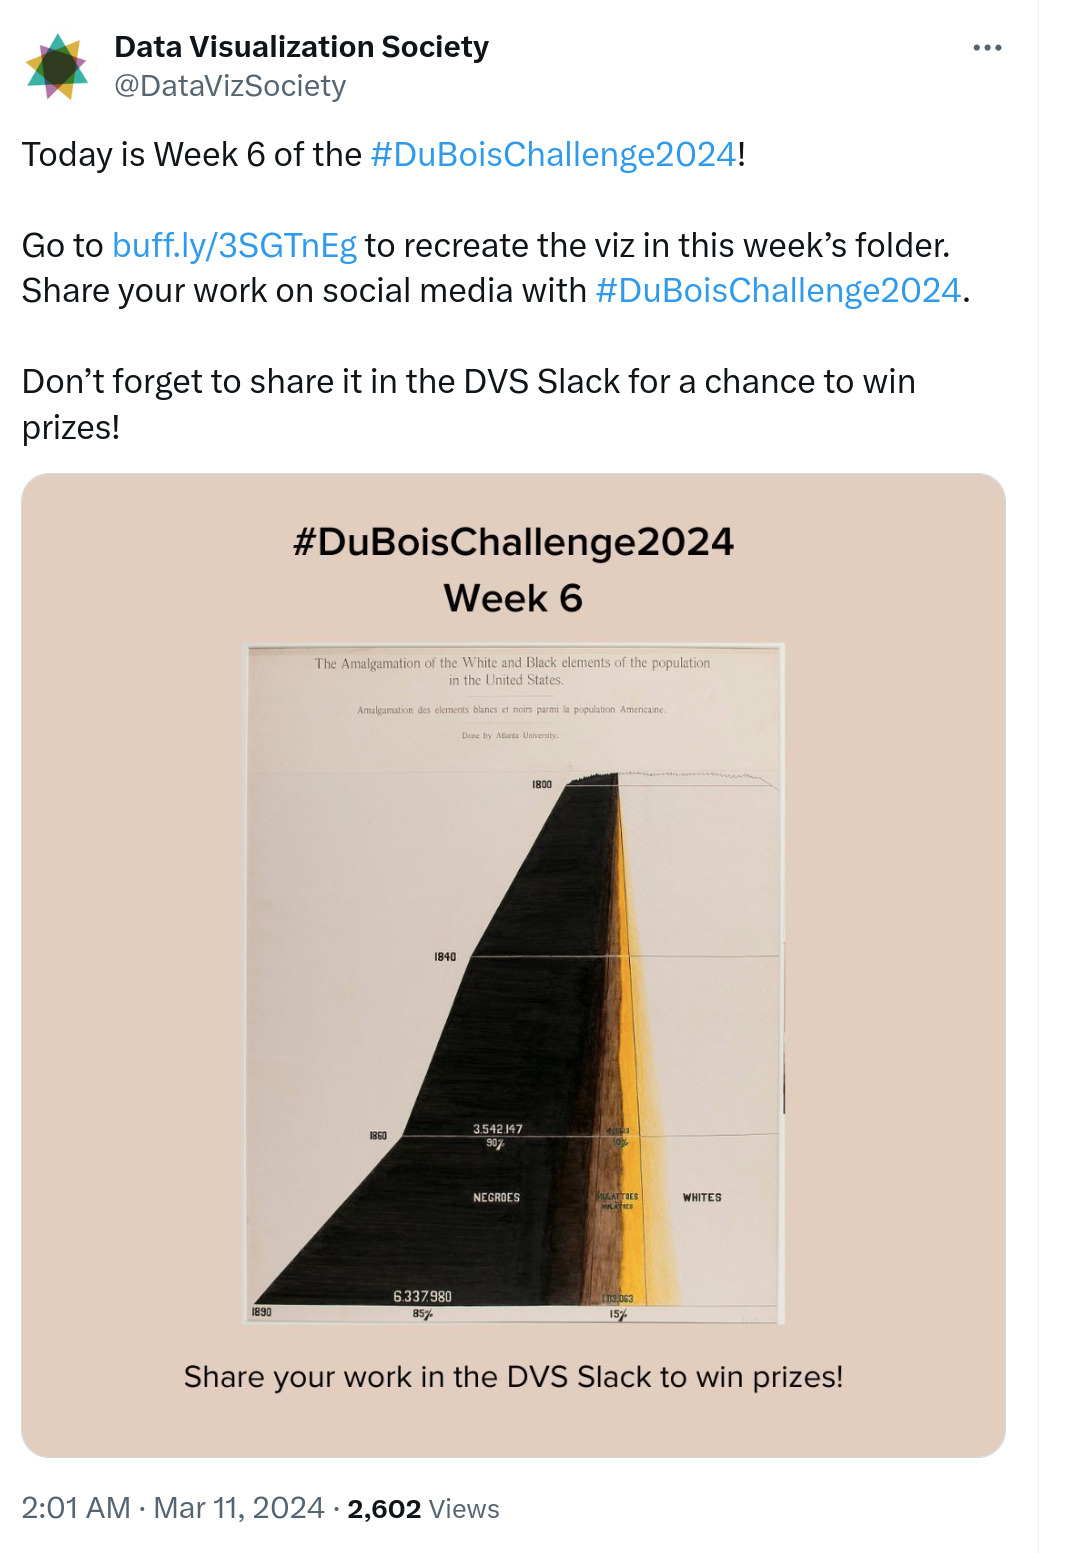 Data Visualization Society
@DataVizSociety
Today is Week 6 of the #DuBoisChallenge2024!
Go to buff.ly/3SGTnEg to recreate the viz in this week’s folder.
Share your work on social media with #DuBoisChallenge2024.
Don’t forget to share it in the DVS Slack for a chance to win
prizes!
#DuBoisChallenge2024
Week 6
The Amalgamation of the White and Black elements of the population
in the United States.
Amalgamation des elements blancs et noirs parmi la population Americaine.
Done by Atlanta University.
1800
1840
1860
3.542.147
90%
10%
NEGROES
MULATTOES
WHITES
6.337.980
1890
85%
15%
Share your work in the DVS Slack to win prizes!
2:01 AM · Mar 11, 2024 · 2,602 Views